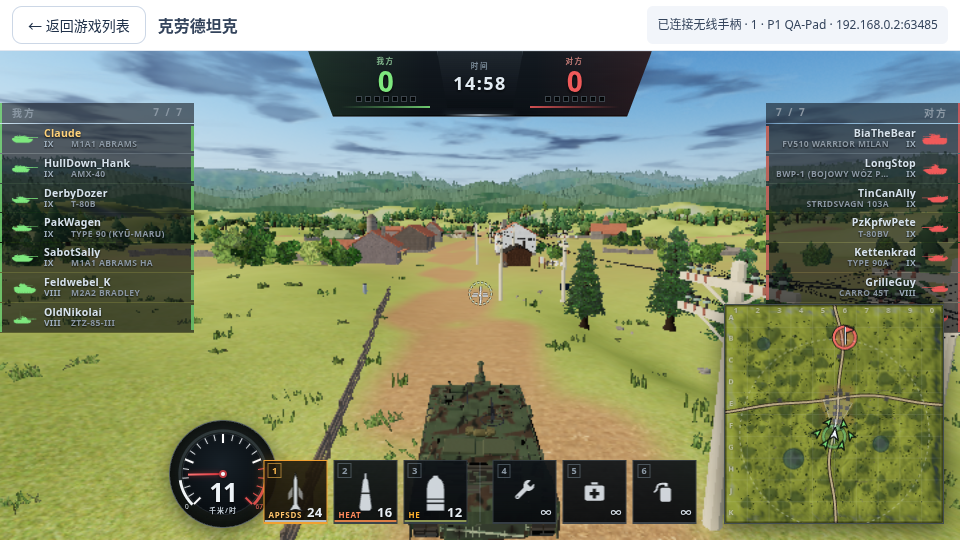 ← 返回游戏列表
克劳德坦克
已连接无线手柄 · 1 · P1 QA-Pad · 192.168.0.2:63485
我方
0
时间
14:58
对方
0
我方 7 / 7
Claude
IX M1A1 ABRAMS
HullDown_Hank
IX AMX-40
DerbyDozer
IX T-80B
PakWagen
IX TYPE 90 (KYŪ-MARU)
SabotSally
IX M1A1 ABRAMS HA
Feldwebel_K
VIII M2A2 BRADLEY
OldNikolai
VIII ZTZ-85-III
7 / 7 对方
BiaTheBear
FV510 WARRIOR MILAN IX
LongStop
BWP-1 (BOJOWY WÓZ P... IX
TinCanAlly
STRIDSVAGN 103A IX
PzKpfwPete
T-80BV IX
Kettenkrad
TYPE 90A IX
GrilleGuy
CARRO 45T VIII
11
千米/时
1
APFSDS 24
2
HEAT 16
3
HE 12
4
∞
5
∞
6
∞